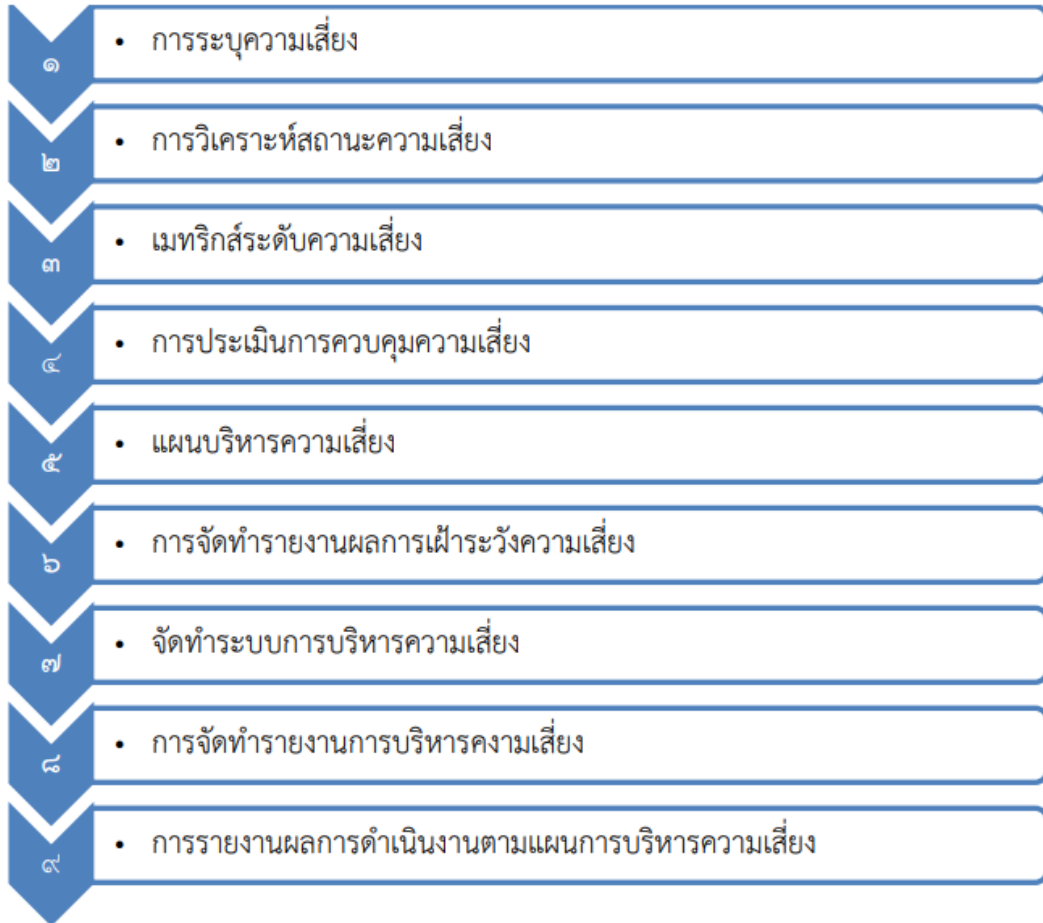 ๑
• การระบุความเสี่ยง
๒
• การวิเคราะห์สถานะความเสี่ยง
๓
• เมทริกส์ระดับความเสี่ยง
๔
• การประเมินการควบคุมความเสี่ยง
๕
• แผนบริหารความเสี่ยง
๖
• การจัดทำรายงานผลการเฝ้าระวังความเสี่ยง
๗
• จัดทำระบบการบริหารความเสี่ยง
๘
• การจัดทำรายงานการบริหารคงามเสี่ยง
๙
• การรายงานผลการดำเนินงานตามแผนการบริหารความเสี่ยง